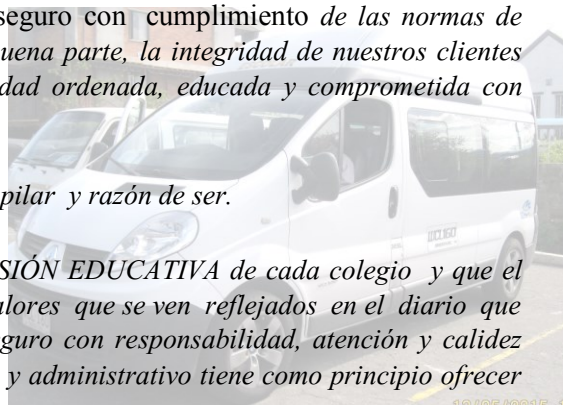 seguro con cumplimiento de las normas de
uena parte, la integridad de nuestros clientes
dad ordenada, educada y comprometida con
pilar y razón de ser.
SIÓN EDUCATIVA de cada colegio y que el
alores que se ven reflejados en el diario que
guro con responsabilidad, atención y calidez
y administrativo tiene como principio ofrecer